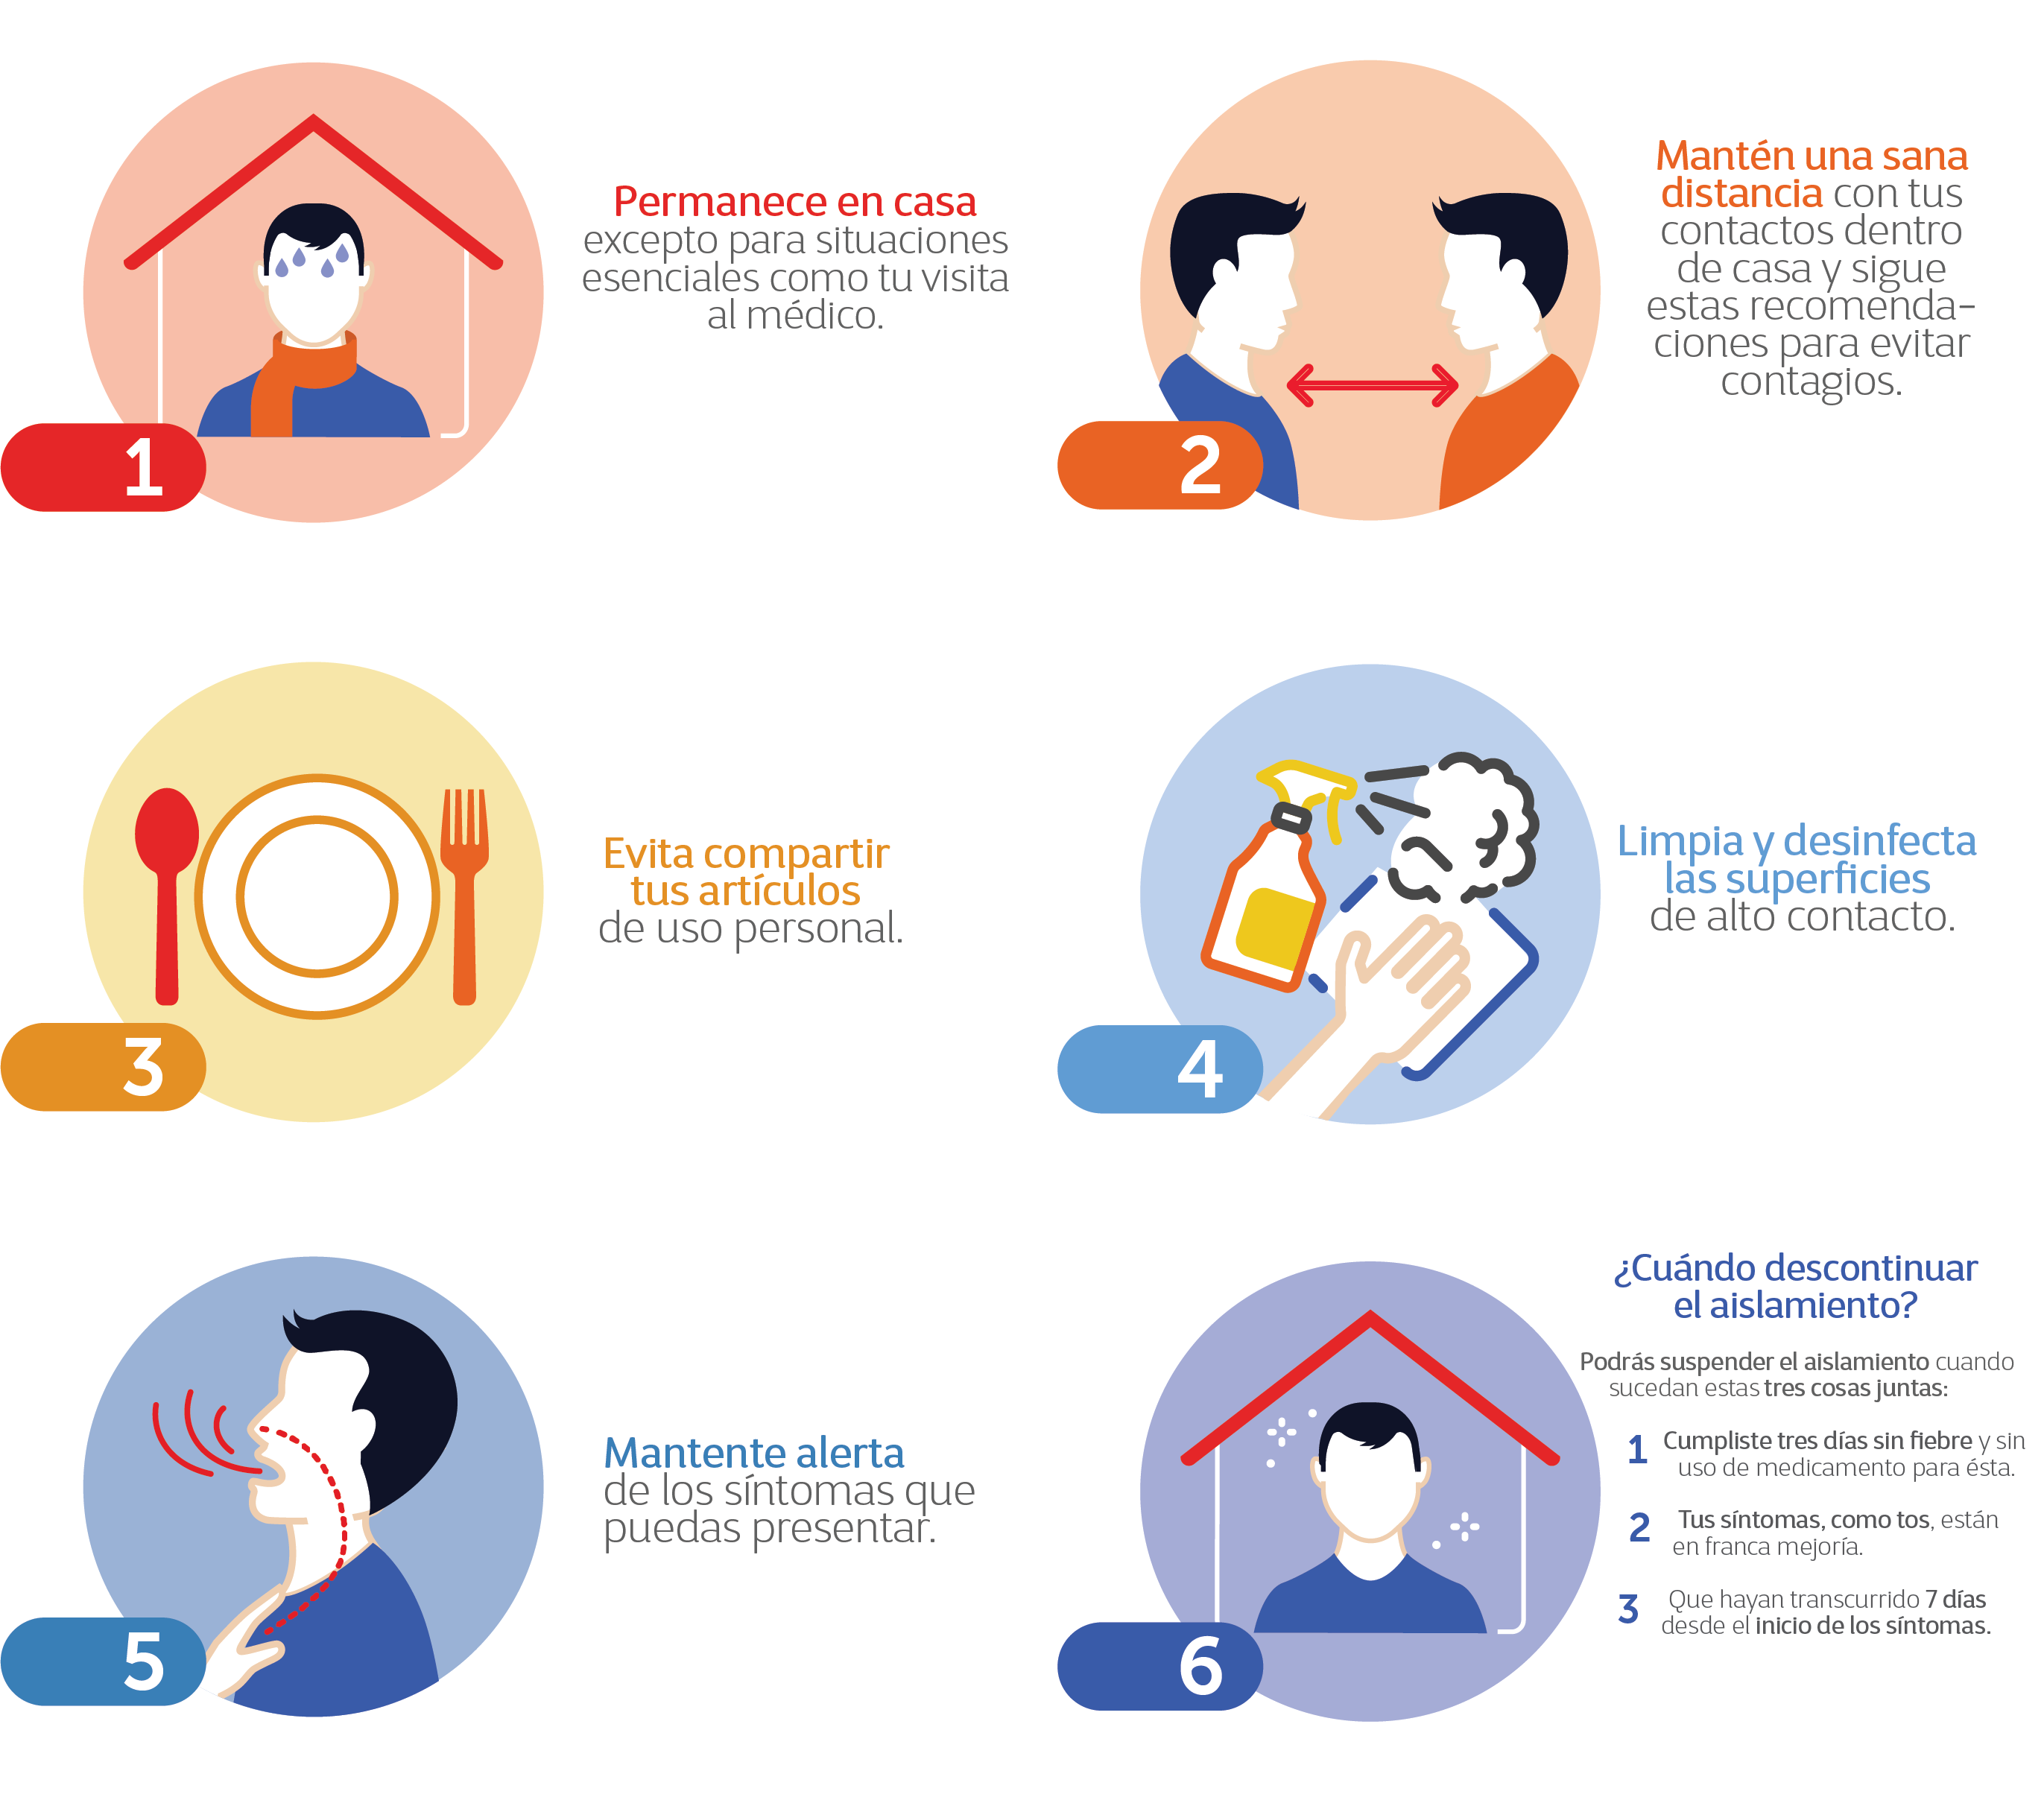 1
Permanece en casa
excepto para situaciones
esenciales como tu visita
al médico.
2
Mantén una sana
distancia con tus
contactos dentro
de casa y sigue
estas recomenda-
ciones para evitar
contagios.
3
Evita compartir
tus artículos
de uso personal.
4
Limpia y desinfecta
las superficies
de alto contacto.
5
Mantente alerta
de los síntomas que
puedas presentar.
6
¿Cuándo descontinuar
el aislamiento?
Podrás suspender el aislamiento cuando
sucedan estas tres cosas juntas:
1 Cumpliste tres días sin fiebre y sin
uso de medicamento para ésta.
2 Tus síntomas, como tos, están
en franca mejoría.
3 Que hayan transcurrido 7 días
desde el inicio de los síntomas.